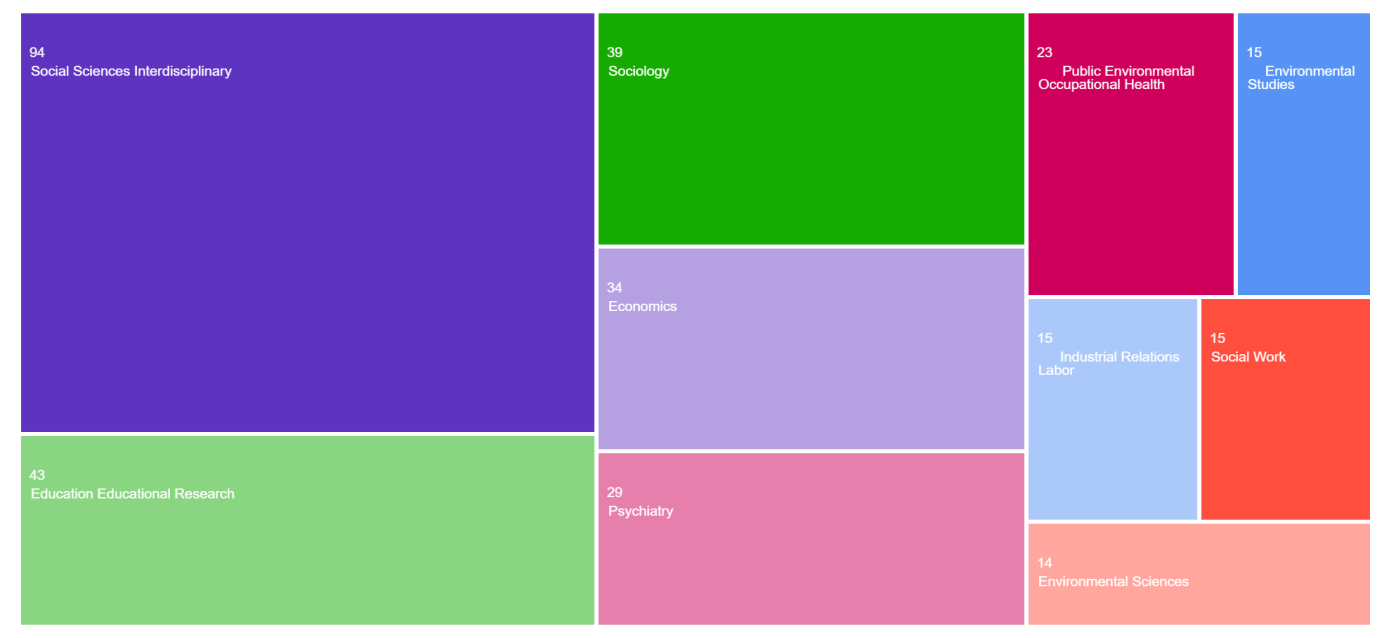 94
Social Sciences Interdisciplinary
43
Education Educational Research
39
Sociology
34
Economics
29
Psychiatry
23
Public Environmental
Occupational Health
15
Environmental
Studies
15
Industrial Relations
Labor
15
Social Work
14
Environmental Sciences